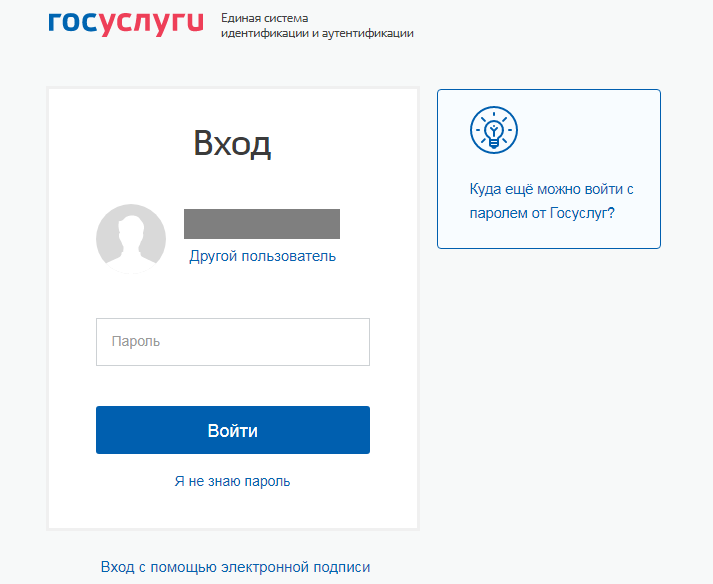 госуслуги
Единая система
идентификации и аутентификации
Вход
Другой пользователь
Пароль
Войти
Я не знаю пароль
Вход с помощью электронной подписи
Куда ещё можно войти с
паролем от Госуслуг?